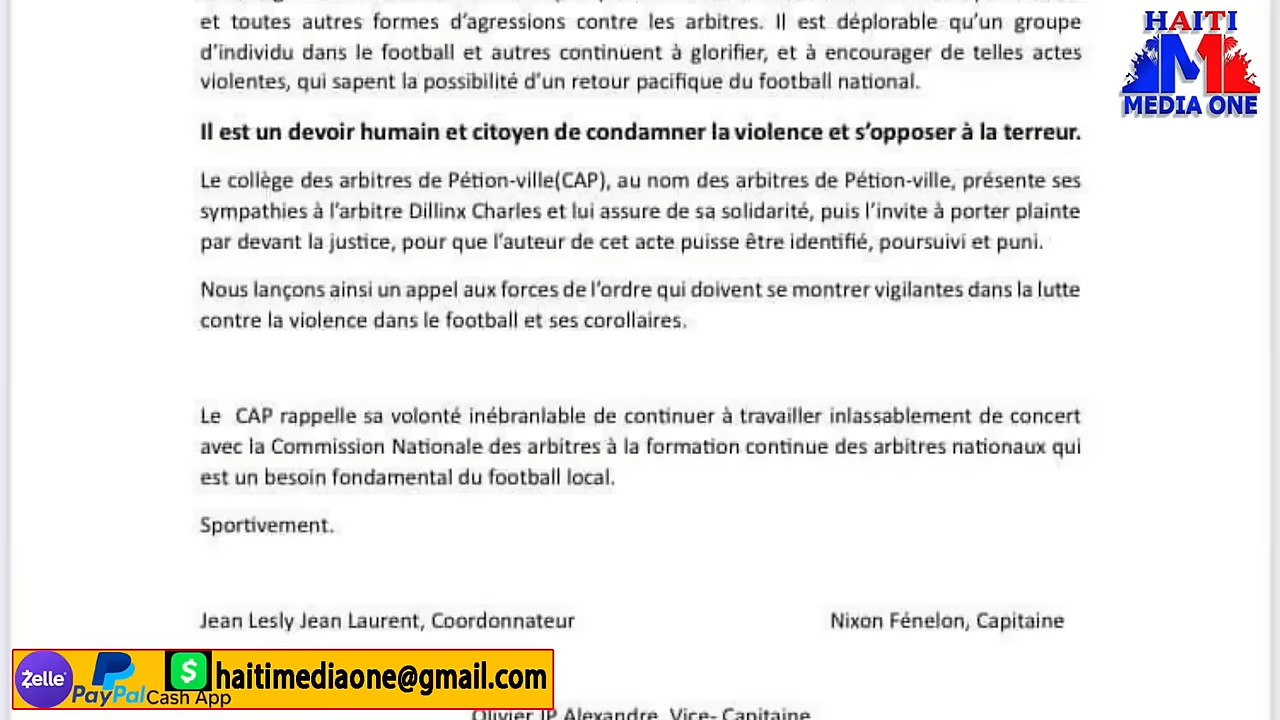 et toutes autres formes d'agressions contre les arbitres. Il est déplorable qu'un groupe
d'individu dans le football et autres continuent à glorifier, et à encourager de telles actes
violentes, qui sapent la possibilité d'un retour pacifique du football national.
Il est un devoir humain et citoyen de condamner la violence et s'opposer à la terreur.
Le collège des arbitres de Pétion-ville(CAP), au nom des arbitres de Pétion-ville, présente ses
sympathies à l'arbitre Dillinx Charles et lui assure de sa solidarité, puis l'invite à porter plainte
par devant la justice, pour que l'auteur de cet acte puisse être identifié, poursuivi et puni.
Nous lançons ainsi un appel aux forces de l'ordre qui doivent se montrer vigilantes dans la lutte
contre la violence dans le football et ses corollaires.
Le CAP rappelle sa volonté inébranlable de continuer à travailler inlassablement de concert
avec la Commission Nationale des arbitres à la formation continue des arbitres nationaux qui
est un besoin fondamental du football local.
Sportivement.
Jean Lesly Jean Laurent, Coordonnateur
Nixon Fénelon, Capitaine
Olivier JP Alexandre, Vice- Capitaine
HAITI
M
MEDIA ONE
Zelle
PayPal
$
Cash App
haitimediaone@gmail.com